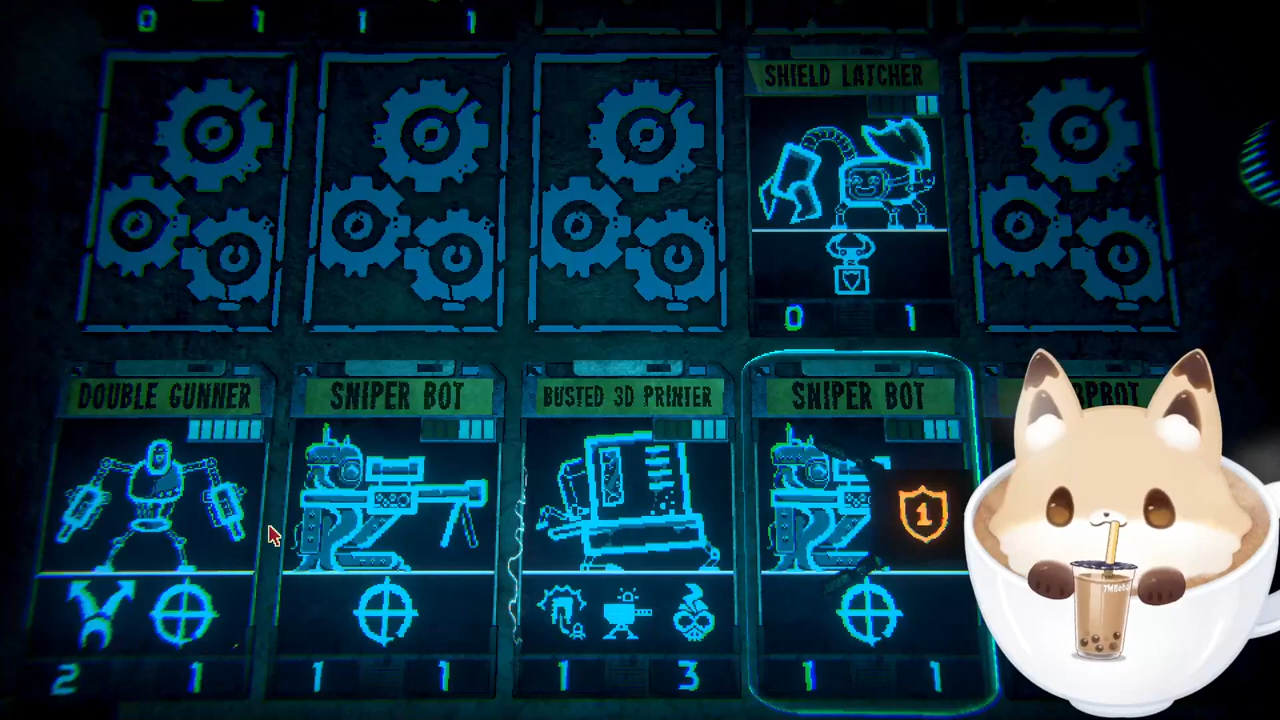 0 1 1 1
SHIELD LATCHER
0 1
DOUBLE GUNNER
SNIPER BOT
BUSTED 3D PRINTER
SNIPER BOT
1
2 1
1 1
1 3
1 1